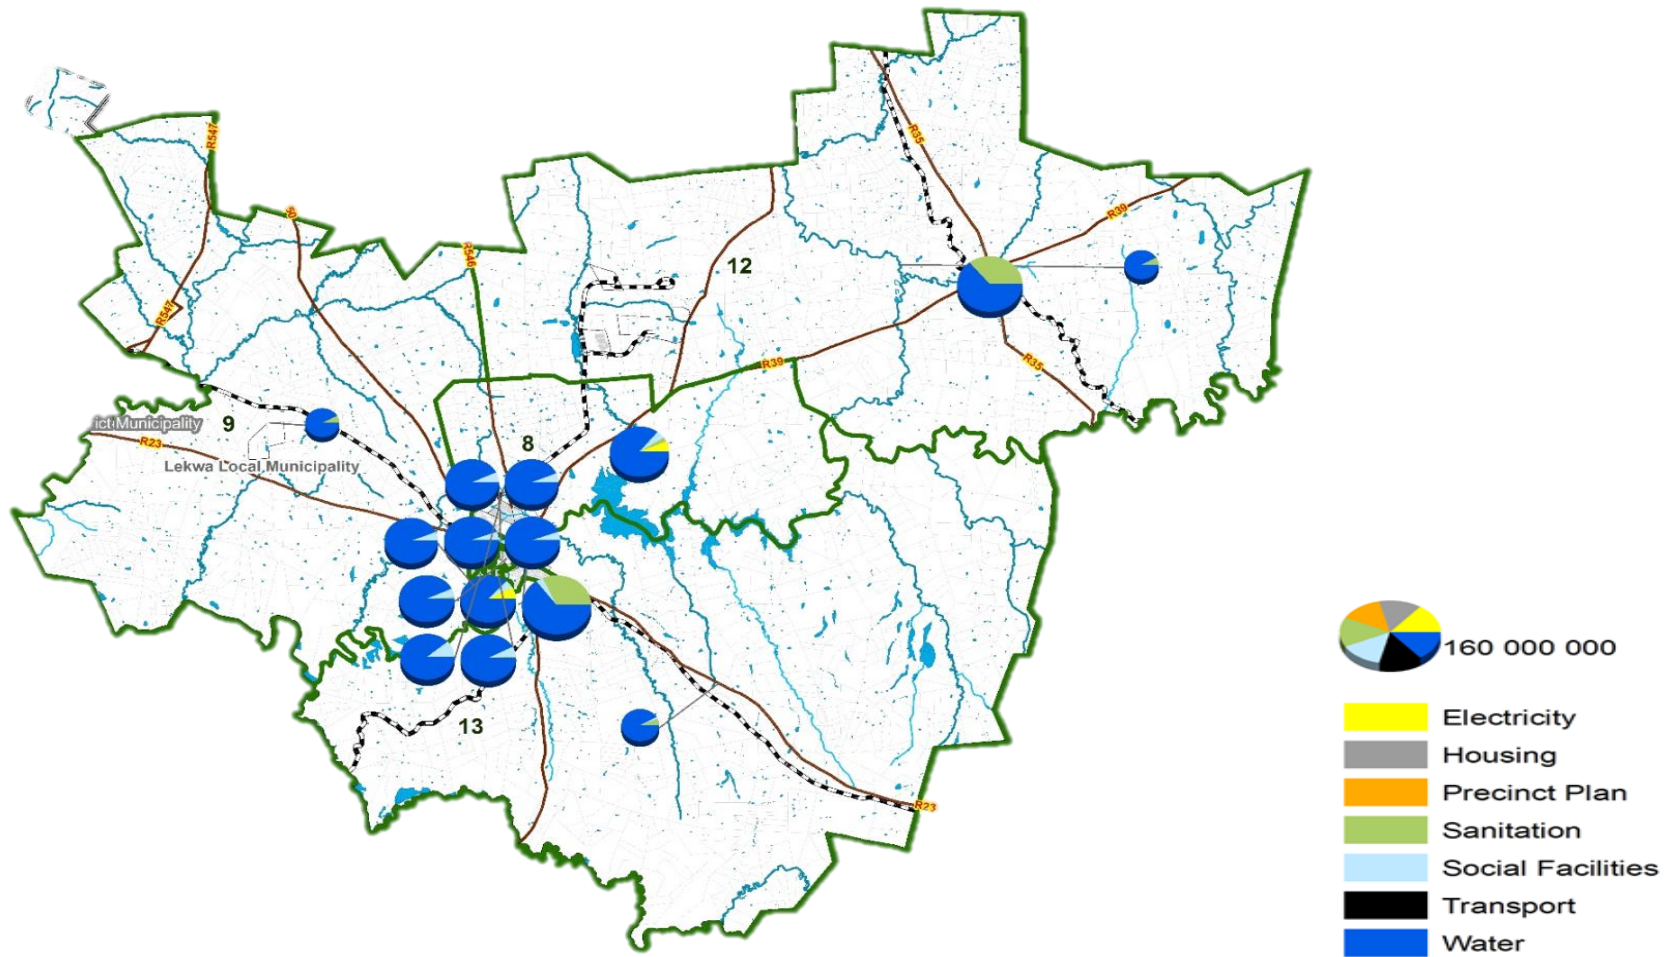 R547
R35
50
R39
R546
12
R547
R39
R35
ict Municipality
9
R23
8
Lekwa Local Municipality
160 000 000
Electricity
13
Housing
Precinct Plan
R23
Sanitation
Social Facilities
Transport
Water